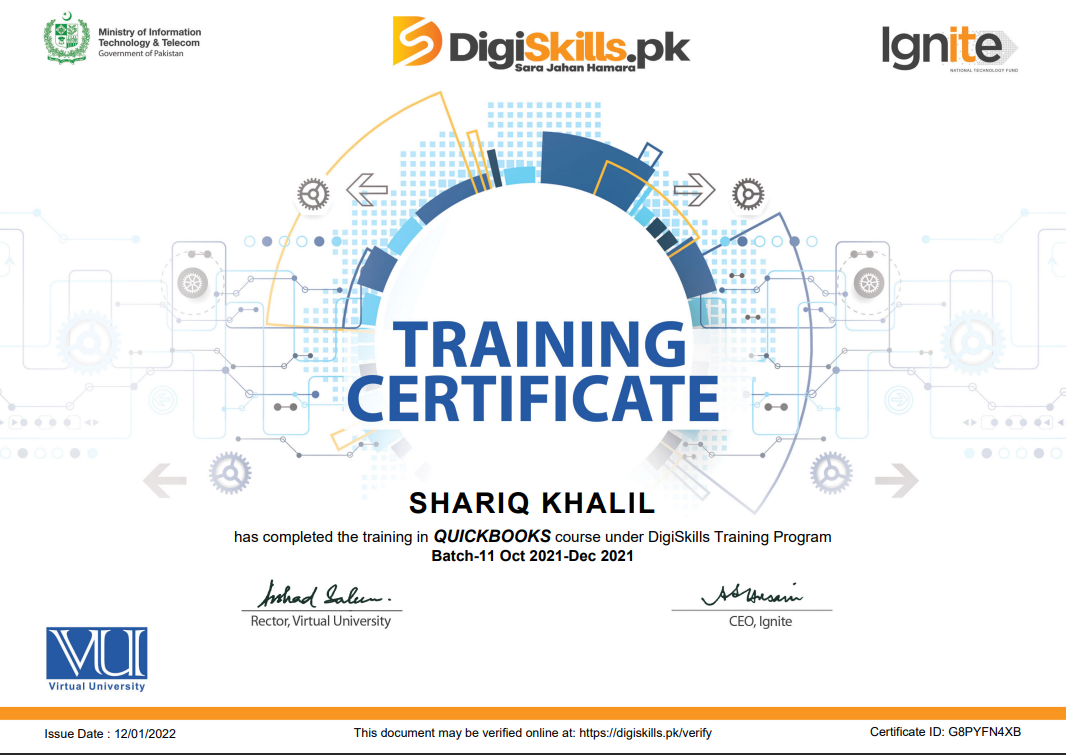 Ministry of Information
Technology & Telecom
Government of Pakistan
DigiSkills.pk
Sara Jahan Hamara
Ignite
NATIONAL TECHNOLOGY FUND
TRAINING
CERTIFICATE
SHARIQ KHALIL
has completed the training in QUICKBOOKS course under DigiSkills Training Program
Batch-11 Oct 2021-Dec 2021
Arshad Saleem.
Rector, Virtual University
CEO, Ignite
VU
Virtual University
Issue Date : 12/01/2022
This document may be verified online at: https://digiskills.pk/verify
Certificate ID: G8PYFN4XB